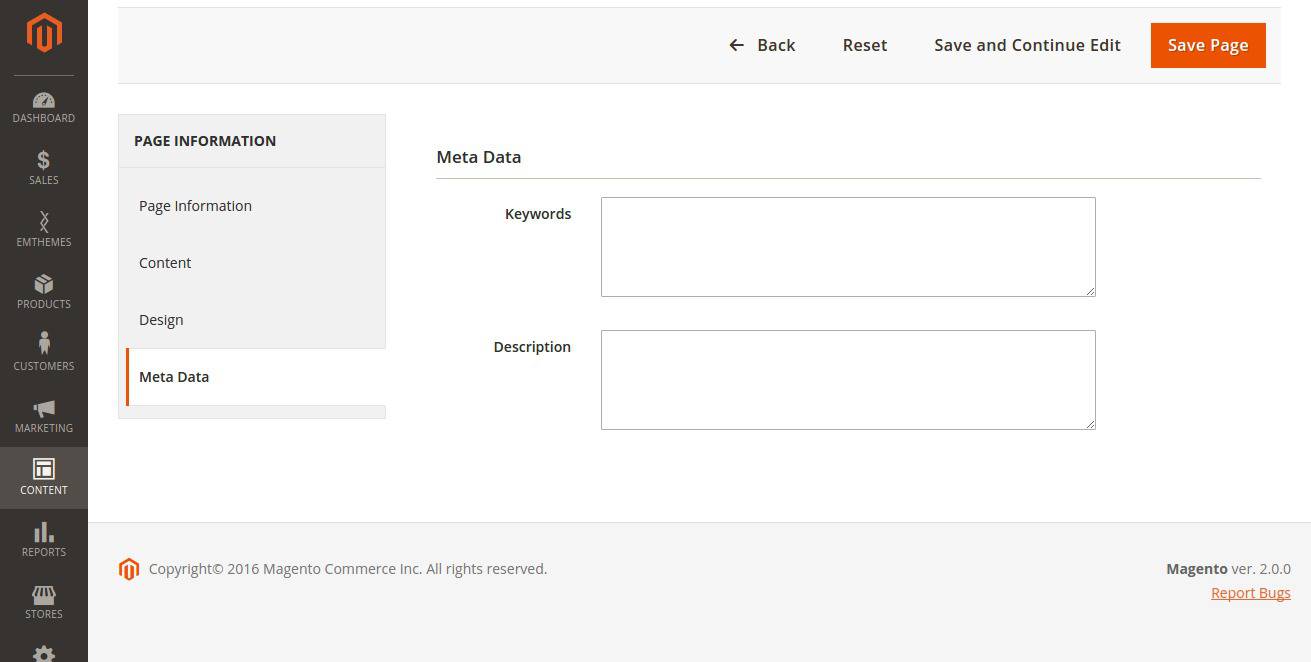 Back
Reset
Save and Continue Edit
Save Page
DASHBOARD
SALES
EMTHEMES
PRODUCTS
CUSTOMERS
MARKETING
CONTENT
REPORTS
STORES
PAGE INFORMATION
Page Information
Content
Design
Meta Data
Meta Data
Keywords
Description
Copyright© 2016 Magento Commerce Inc. All rights reserved.
Magento ver. 2.0.0
Report Bugs